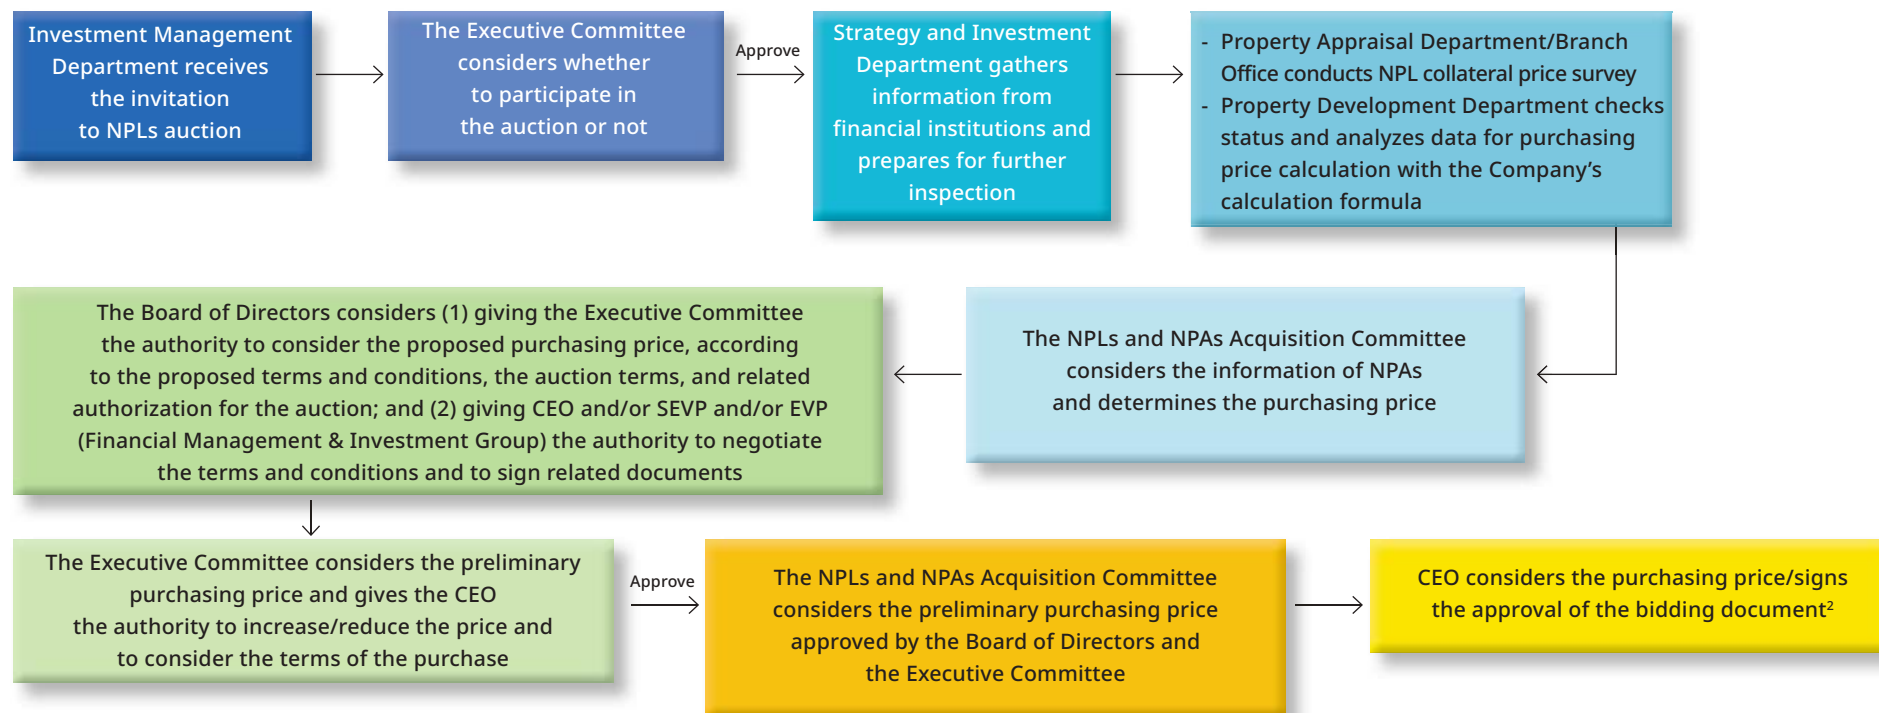 Investment Management
Department receives
the invitation
to NPLs auction
The Executive Committee
considers whether
to participate in
the auction or not
Approve
Strategy and Investment
Department gathers
information from
financial institutions and
prepares for further
inspection
- Property Appraisal Department/Branch
Office conducts NPL collateral price survey
- Property Development Department checks
status and analyzes data for purchasing
price calculation with the Company’s
calculation formula
The NPLs and NPAs Acquisition Committee
considers the information of NPAs
and determines the purchasing price
The Board of Directors considers (1) giving the Executive Committee
the authority to consider the proposed purchasing price, according
to the proposed terms and conditions, the auction terms, and related
authorization for the auction; and (2) giving CEO and/or SEVP and/or EVP
(Financial Management & Investment Group) the authority to negotiate
the terms and conditions and to sign related documents
The Executive Committee considers the preliminary
purchasing price and gives the CEO
the authority to increase/reduce the price and
to consider the terms of the purchase
Approve
The NPLs and NPAs Acquisition Committee
considers the preliminary purchasing price
approved by the Board of Directors and
the Executive Committee
CEO considers the purchasing price/signs
the approval of the bidding document²